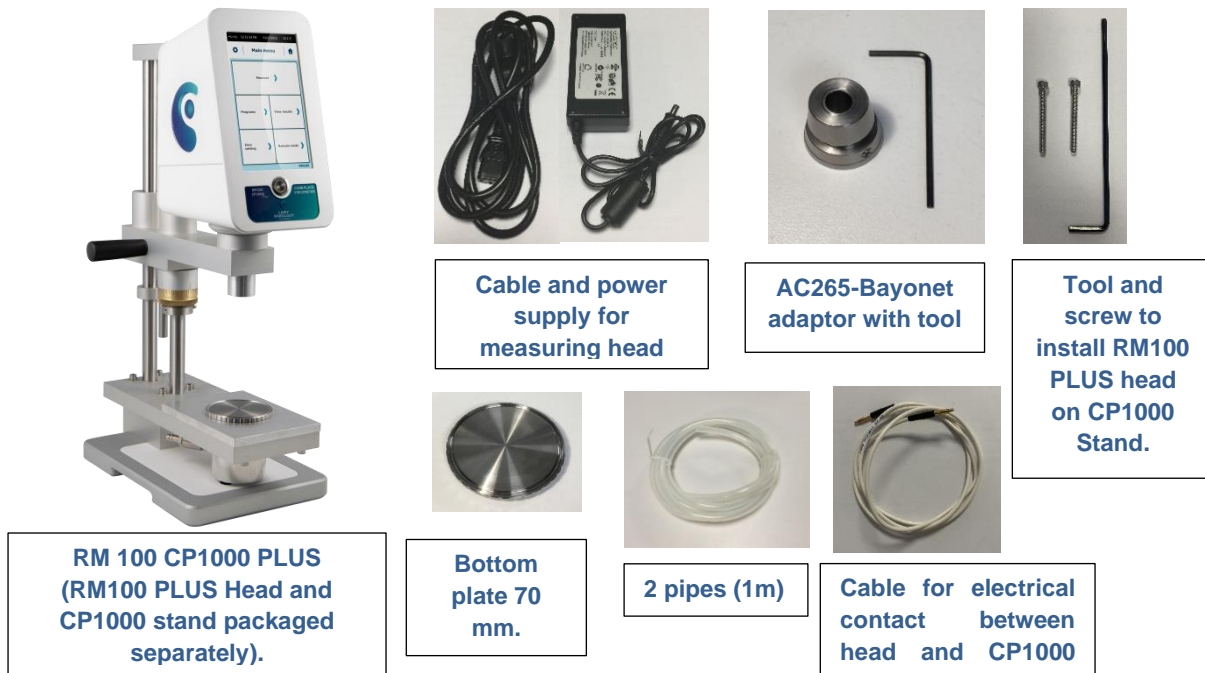 Main menu
Cable and power
supply for
measuring head
AC265-Bayonet
adaptor with tool
Tool and
screw to
install RM100
PLUS head
on CP1000
Stand.
RM 100 CP1000 PLUS
(RM100 PLUS Head and
CP1000 stand packaged
separately).
Bottom
plate 70
mm.
2 pipes (1m)
Cable for electrical
contact between
head and CP1000